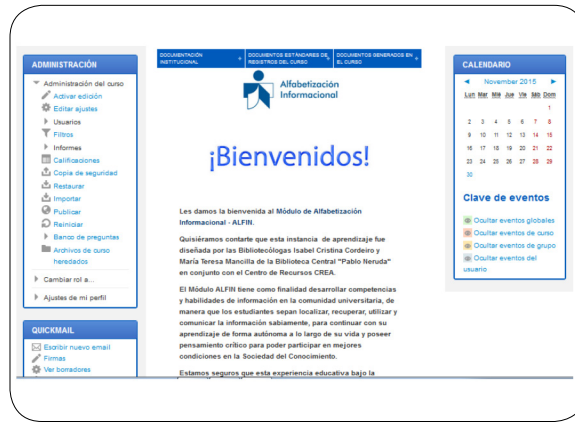 ADMINISTRACIÓN
Administración del curso
Activar edición
Editar ajustes
Usuarios
Filtros
Informes
Calificaciones
Copia de seguridad
Restaurar
Importar
Publicar
Reiniciar
Banco de preguntas
Archivos de curso
heredados
Cambiar rol a...
Ajustes de mi perfil
QUICKMAIL
Escribir nuevo email
Firmas
Ver borradores
DOCUMENTACIÓN
INSTITUCIONAL
DOCUMENTOS ESTÁNDARES DE
REGISTROS DEL CURSO
DOCUMENTOS GENERADOS EN
EL CURSO
Alfabetización
Informacional
¡Bienvenidos!
Les damos la bienvenida al Módulo de Alfabetización
Informacional - ALFIN.
Quisiéramos contarte que esta instancia de aprendizaje fue
diseñada por las Bibliotecólogas Isabel Cristina Cordeiro y
María Teresa Mancilla de la Biblioteca Central "Pablo Neruda"
en conjunto con el Centro de Recursos CREA.
El Módulo ALFIN tiene como finalidad desarrollar competencias
y habilidades de información en la comunidad universitaria, de
manera que los estudiantes sepan localizar, recuperar, utilizar y
comunicar la información sabiamente, para continuar con su
aprendizaje de forma autónoma a lo largo de su vida y poseer
pensamiento crítico para poder participar en mejores
condiciones en la Sociedad del Conocimiento.
Estamos seguros que esta experiencia educativa bajo la
CALENDARIO
◄ November 2015 ►
Lun Mar Mié Jue Vie Sáb Dom
1
2 3 4 5 6 7 8
9 10 11 12 13 14 15
16 17 18 19 20 21 22
23 24 25 26 27 28 29
30
Clave de eventos
Ocultar eventos globales
Ocultar eventos de curso
Ocultar eventos de grupo
Ocultar eventos del
usuario